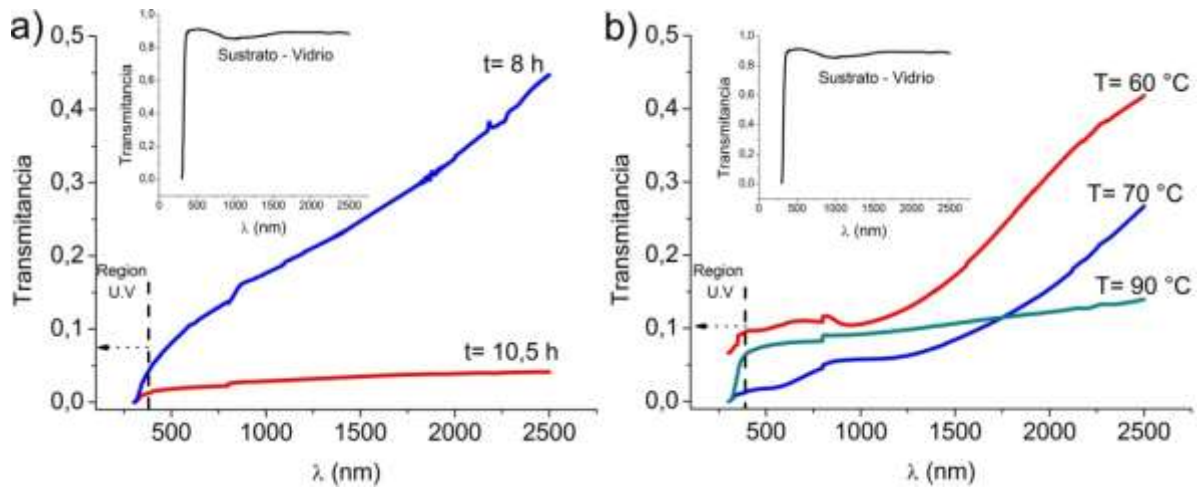 a)
Transmitancia
0,5
0,4
0,3
0,2
0,1
0,0
500
1000
1500
2000
2500
λ (nm)
Region
U.V
t= 8 h
t= 10,5 h
Transmitancia
1,0
0,8
0,6
0,4
0,2
0,0
0
500
1000
1500
2000
2500
λ (nm)
Sustrato - Vidrio
b)
Transmitancia
0,5
0,4
0,3
0,2
0,1
0,0
500
1000
1500
2000
2500
λ (nm)
Region
U.V
T= 60 °C
T= 70 °C
T= 90 °C
Transmitancia
1,0
0,8
0,6
0,4
0,2
0,0
0
500
1000
1500
2000
2500
λ (nm)
Sustrato - Vidrio